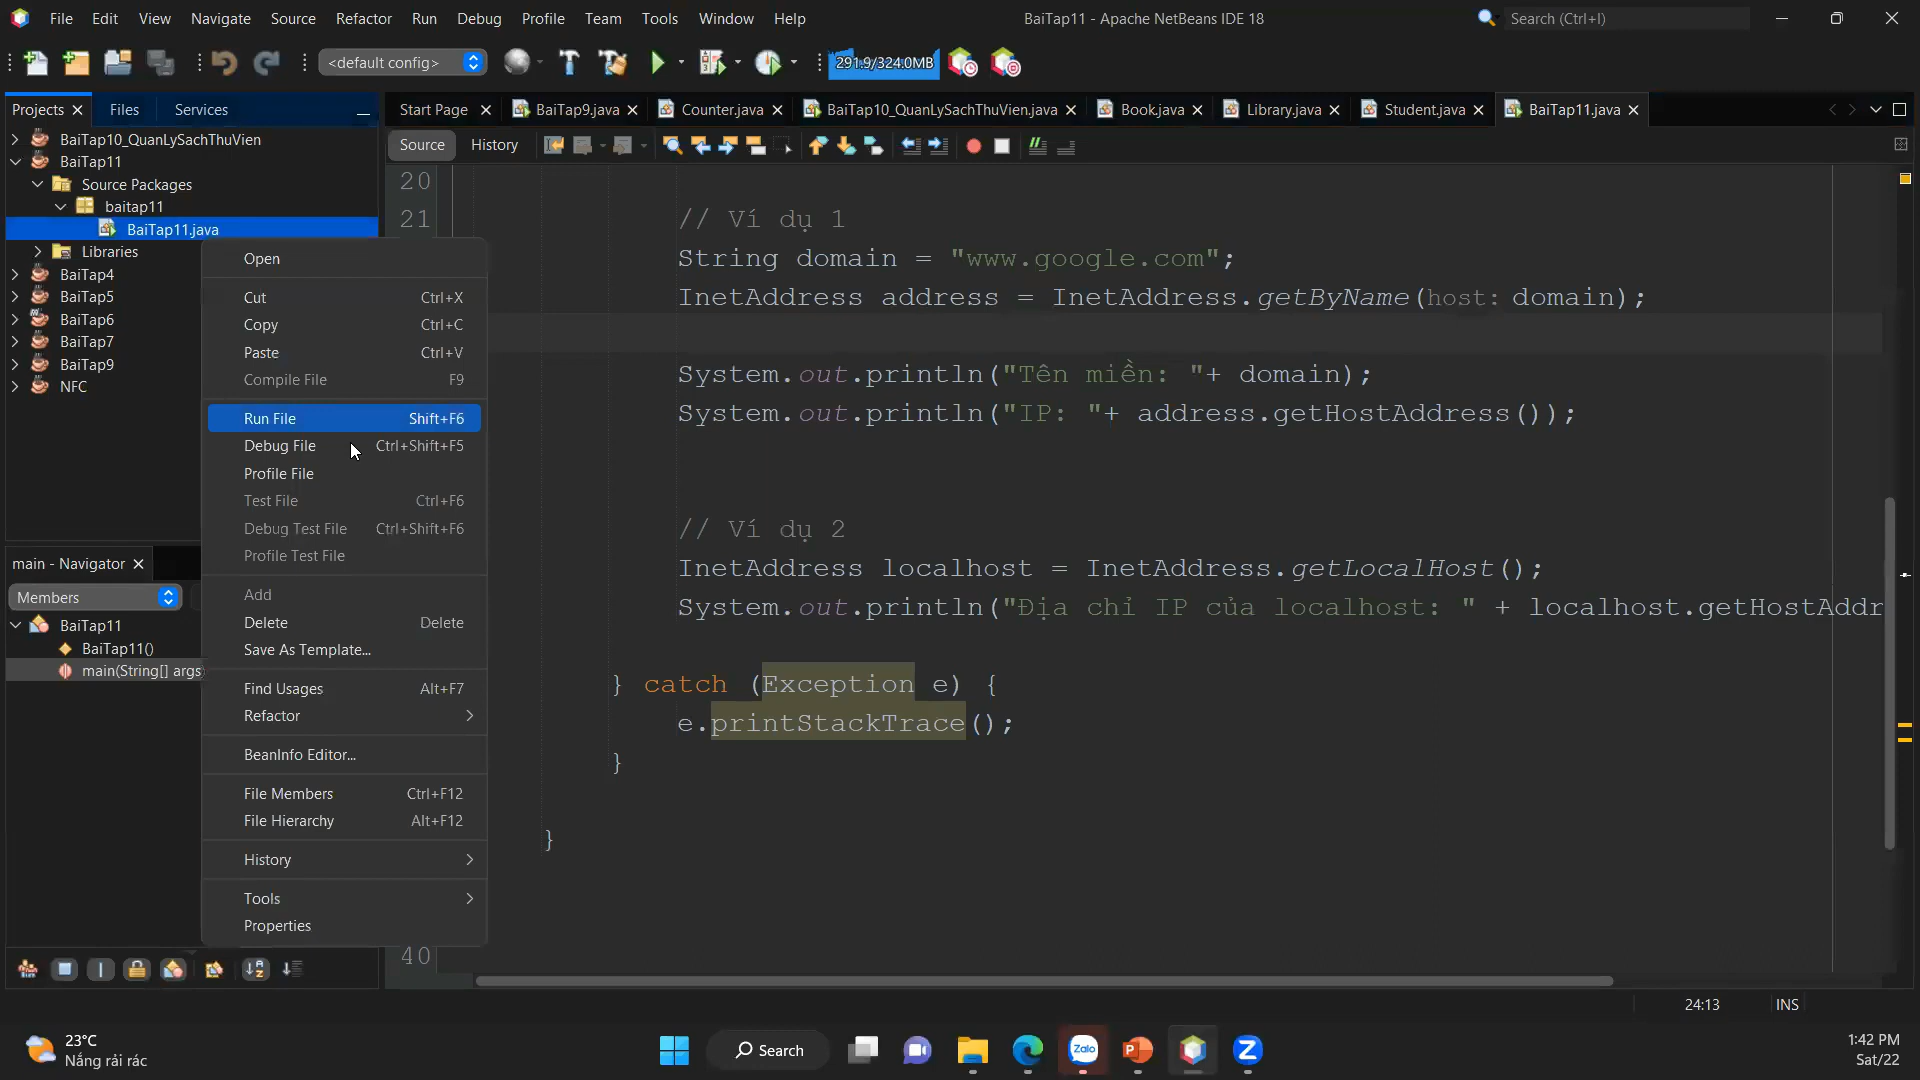 File Edit View Navigate Source Refactor Run Debug Profile Team Tools Window Help
BaiTap11 - Apache NetBeans IDE 18
Search (Ctrl+I)
<default config>
291.9/324.0MB
Projects Files Services
Start Page BaiTap9.java Counter.java BaiTap10_QuanLySachThuVien.java Book.java Library.java Student.java BaiTap11.java
Source History
BaiTap10_QuanLySachThuVien
BaiTap11
Source Packages
baitap11
BaiTap11.java
Libraries
BaiTap4
BaiTap5
BaiTap6
BaiTap7
BaiTap9
NFC
Open
Cut Ctrl+X
Copy Ctrl+C
Paste Ctrl+V
Compile File F9
Run File Shift+F6
Debug File Ctrl+Shift+F5
Profile File
Test File Ctrl+F6
Debug Test File Ctrl+Shift+F6
Profile Test File
Add
Delete Delete
Save As Template...
Find Usages Alt+F7
Refactor
BeanInfo Editor...
File Members Ctrl+F12
File Hierarchy Alt+F12
History
Tools
Properties
main - Navigator
Members
BaiTap11
BaiTap11()
main(String[] args)
20
21 // Ví dụ 1
String domain = "www.google.com";
InetAddress address = InetAddress.getByName(host: domain);
System.out.println("Tên miền: "+ domain);
System.out.println("IP: "+ address.getHostAddress());
// Ví dụ 2
InetAddress localhost = InetAddress.getLocalHost();
System.out.println("Địa chỉ IP của localhost: " + localhost.getHostAddr
} catch (Exception e) {
e.printStackTrace();
}
}
40
24:13 INS
23°C
Nắng rải rác
Search
Zalo
1:42 PM
Sat/22